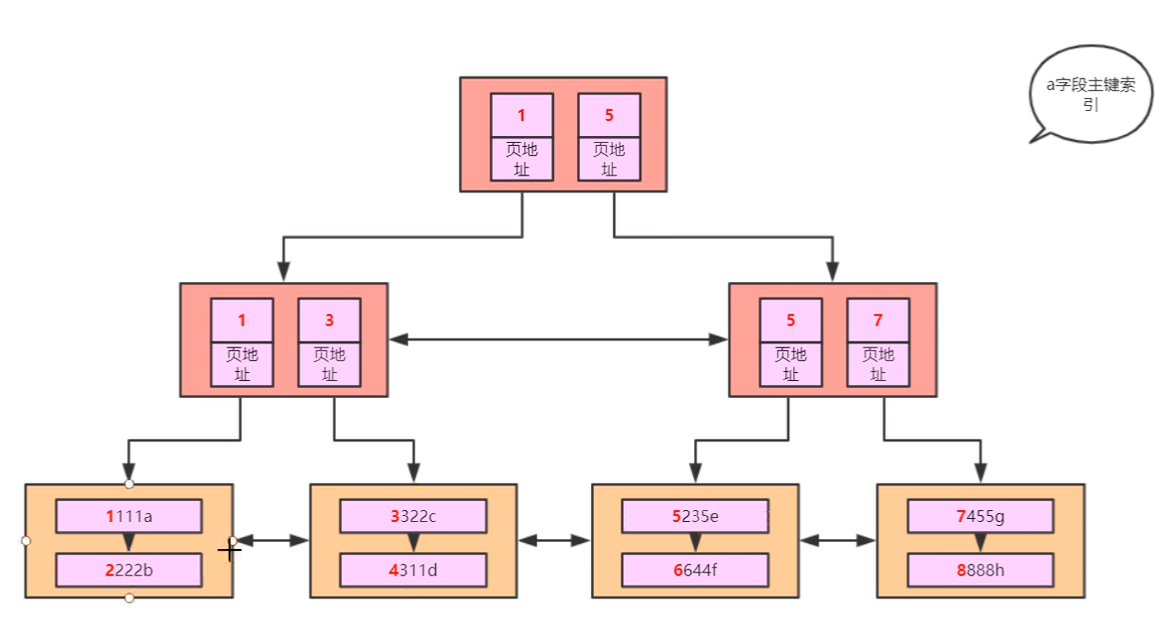 a字段主键索
引
1
5
页地
址
页地
址
1
3
页地
址
页地
址
5
7
页地
址
页地
址
1111a
2222b
3322c
4311d
5235e
6644f
7455g
8888h